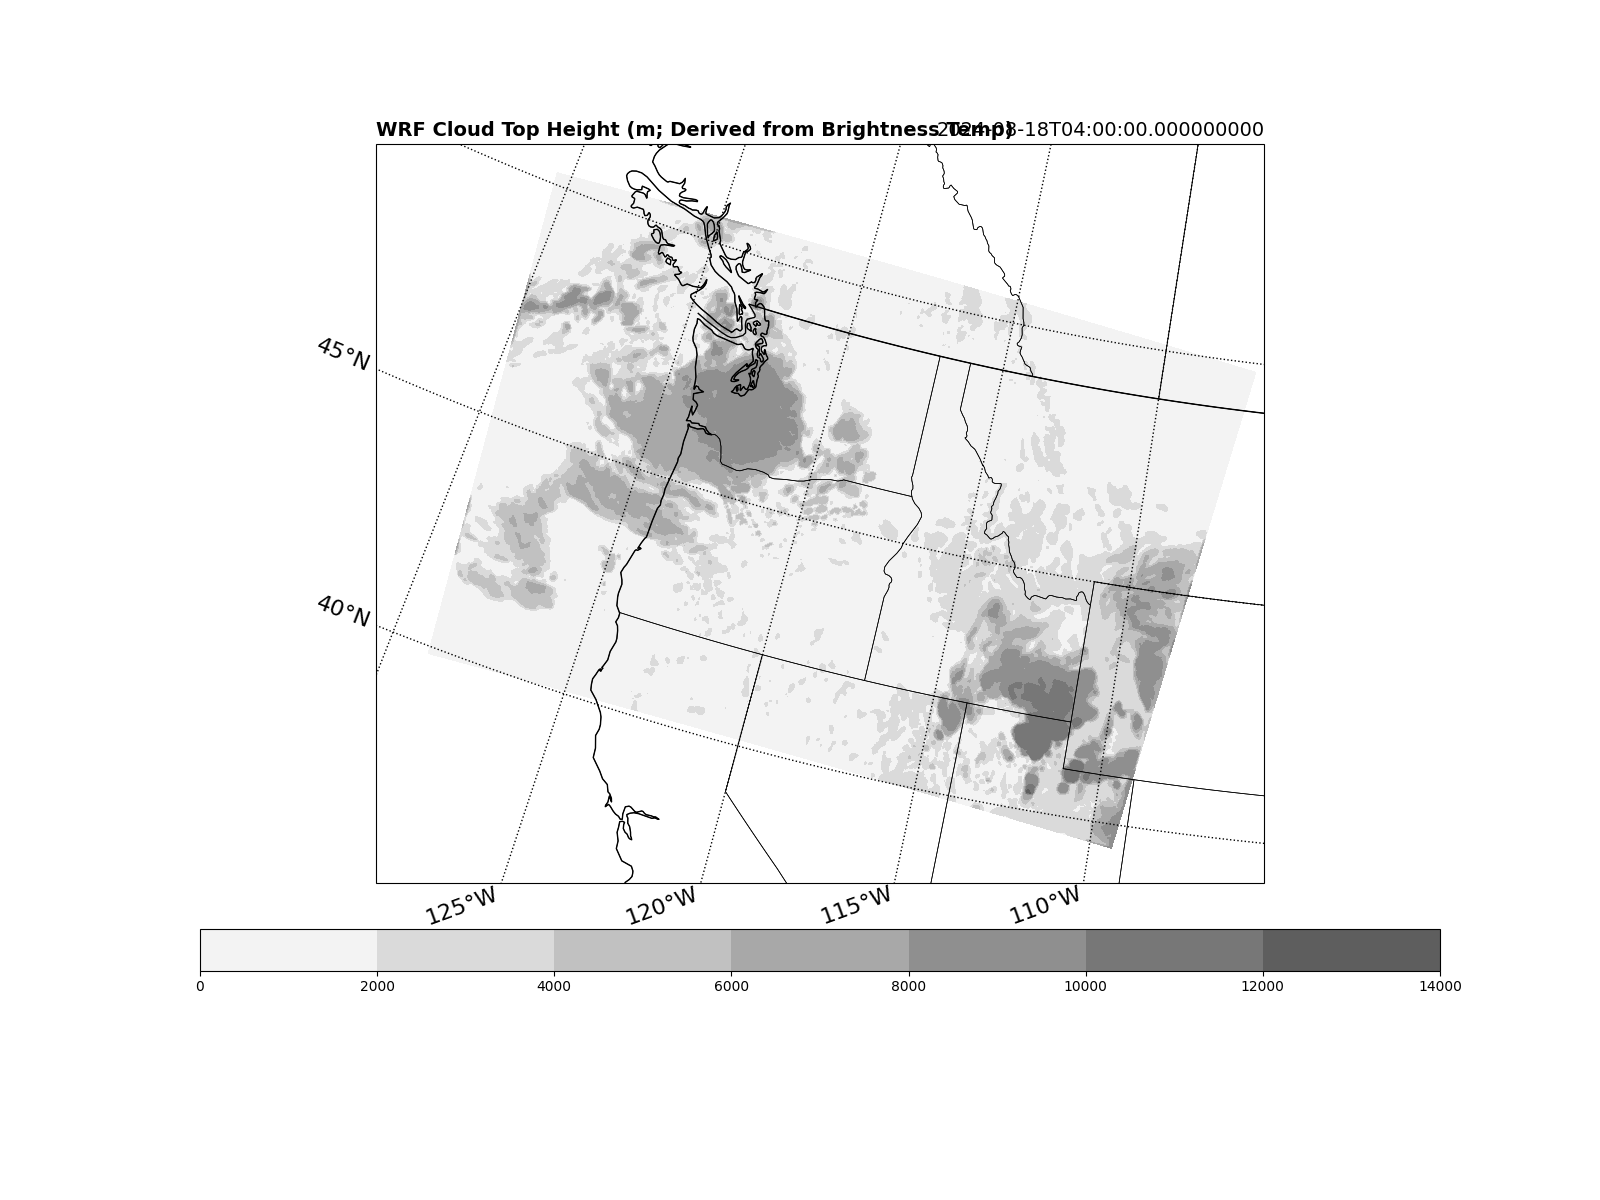 WRF Cloud Top Height (m; Derived from Brightness Temp) 2024-08-18T04:00:00.000000000
45°N
40°N
125°W 120°W 115°W 110°W
0 2000 4000 6000 8000 10000 12000 14000